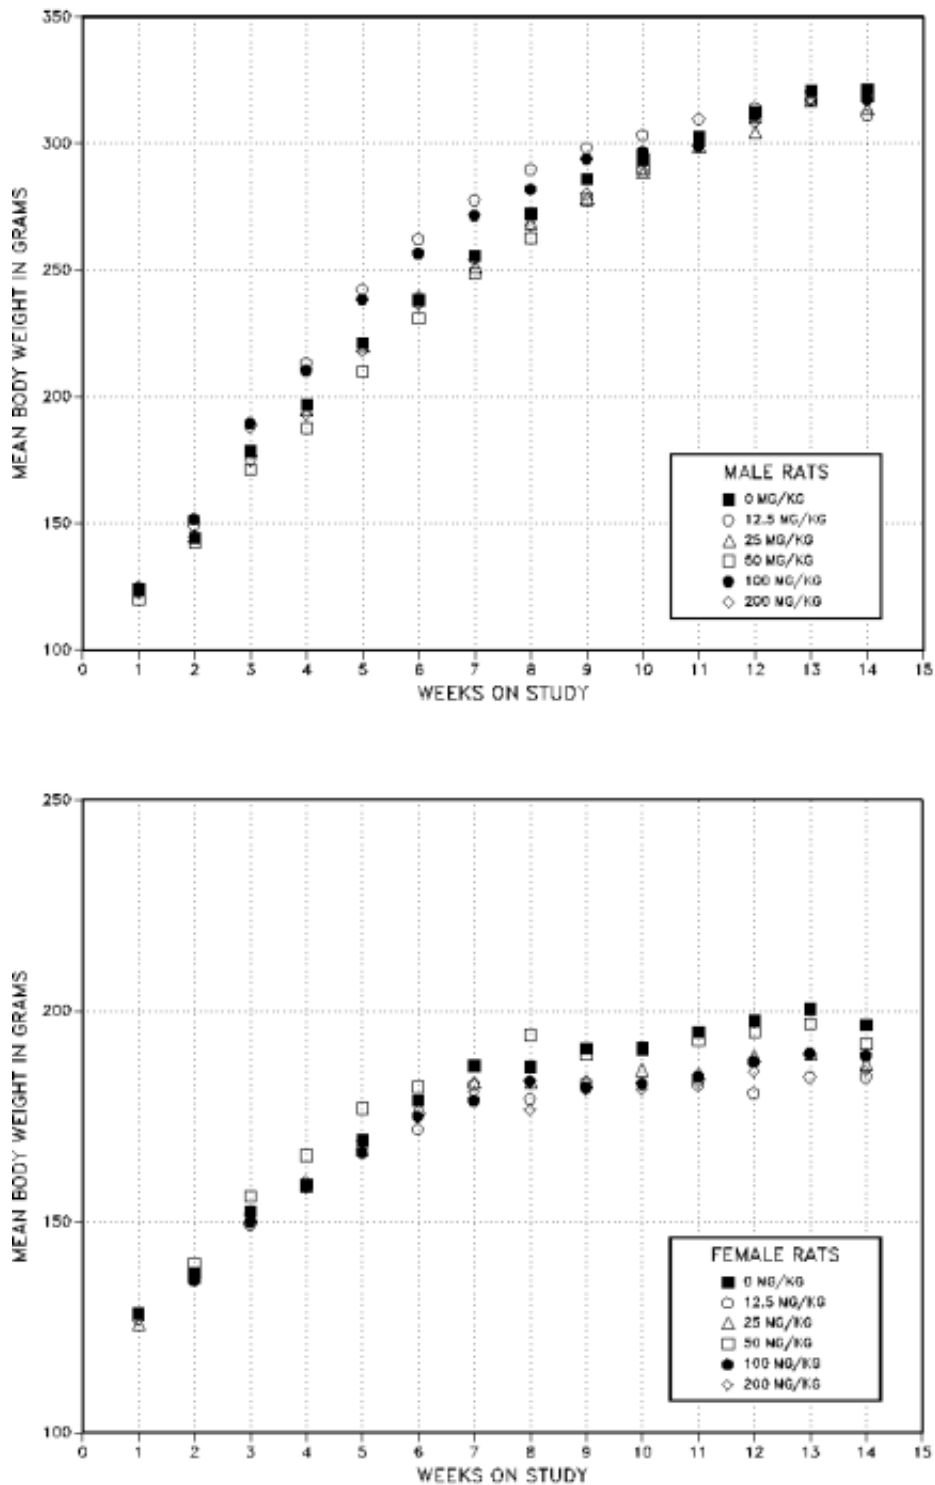 350
300
250
200
150
100
MEAN BODY WEIGHT IN GRAMS
MALE RATS
0 MG/KG
12.5 MG/KG
25 MG/KG
50 MG/KG
100 MG/KG
200 MG/KG
0 1 2 3 4 5 6 7 8 9 10 11 12 13 14 15
WEEKS ON STUDY
250
200
150
100
MEAN BODY WEIGHT IN GRAMS
FEMALE RATS
0 MG/KG
12.5 MG/KG
25 MG/KG
50 MG/KG
100 MG/KG
200 MG/KG
0 1 2 3 4 5 6 7 8 9 10 11 12 13 14 15
WEEKS ON STUDY